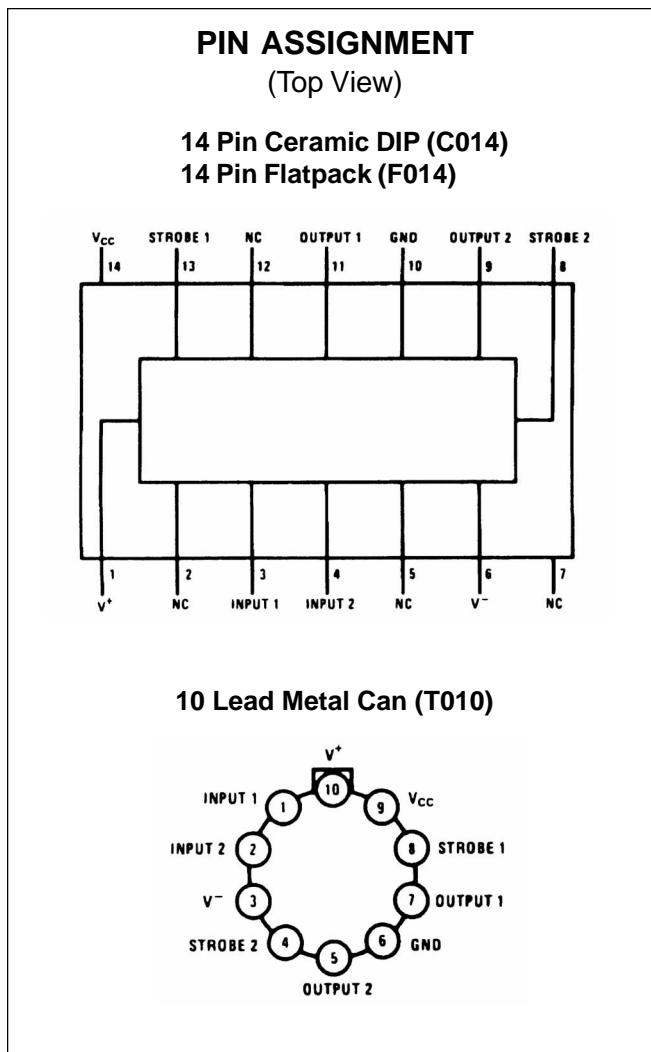 PIN ASSIGNMENT
(Top View)
14 Pin Ceramic DIP (C014)
14 Pin Flatpack (F014)
VCC STROBE 1 NC OUTPUT 1 GND OUTPUT 2 STROBE 2
14 13 12 11 10 9 8
1 2 3 4 5 6 7
V+ NC INPUT 1 INPUT 2 NC V− NC
10 Lead Metal Can (T010)
V+
INPUT 1 1 10 9 VCC
INPUT 2 2 8 STROBE 1
V− 3 7 OUTPUT 1
STROBE 2 4 5 6 GND
OUTPUT 2